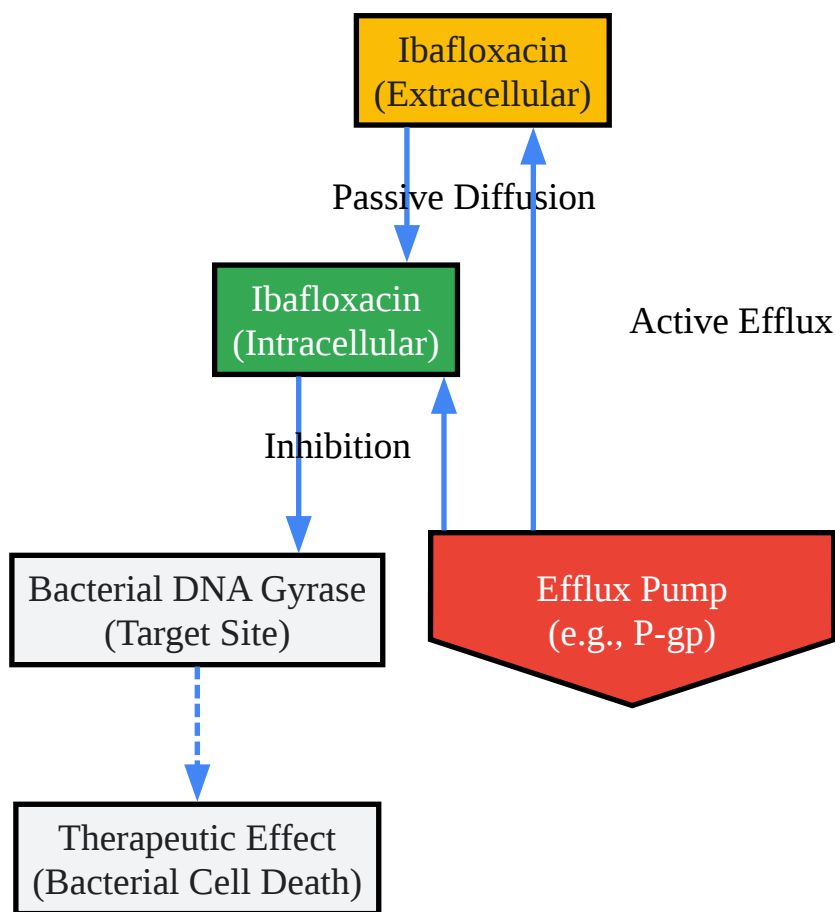 Ibafloxacin
(Extracellular)
Passive Diffusion
Ibafloxacin
(Intracellular)
Active Efflux
Inhibition
Bacterial DNA Gyrase
(Target Site)
Efflux Pump
(e.g., P-gp)
Therapeutic Effect
(Bacterial Cell Death)